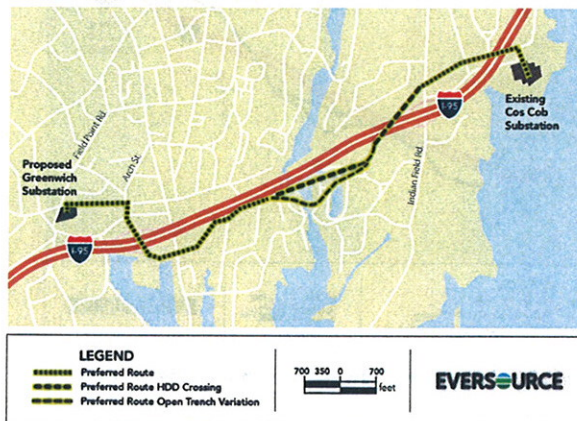 Field Point Rd
Arch St.
Proposed
Greenwich
Substation
I-95
Indian Field Rd.
I-95
Existing
Cos Cob
Substation
LEGEND
Preferred Route
Preferred Route HDD Crossing
Preferred Route Open Trench Variation
700 350 0 700
feet
EVERSOURCE